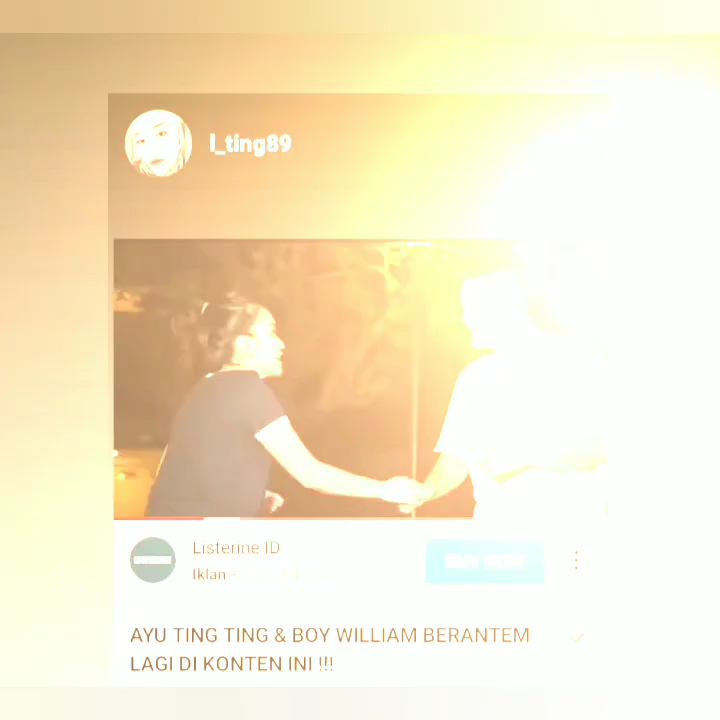 l_ting89
Listerine ID
Iklan ·
AYU TING TING & BOY WILLIAM BERANTEM
LAGI DI KONTEN INI !!!